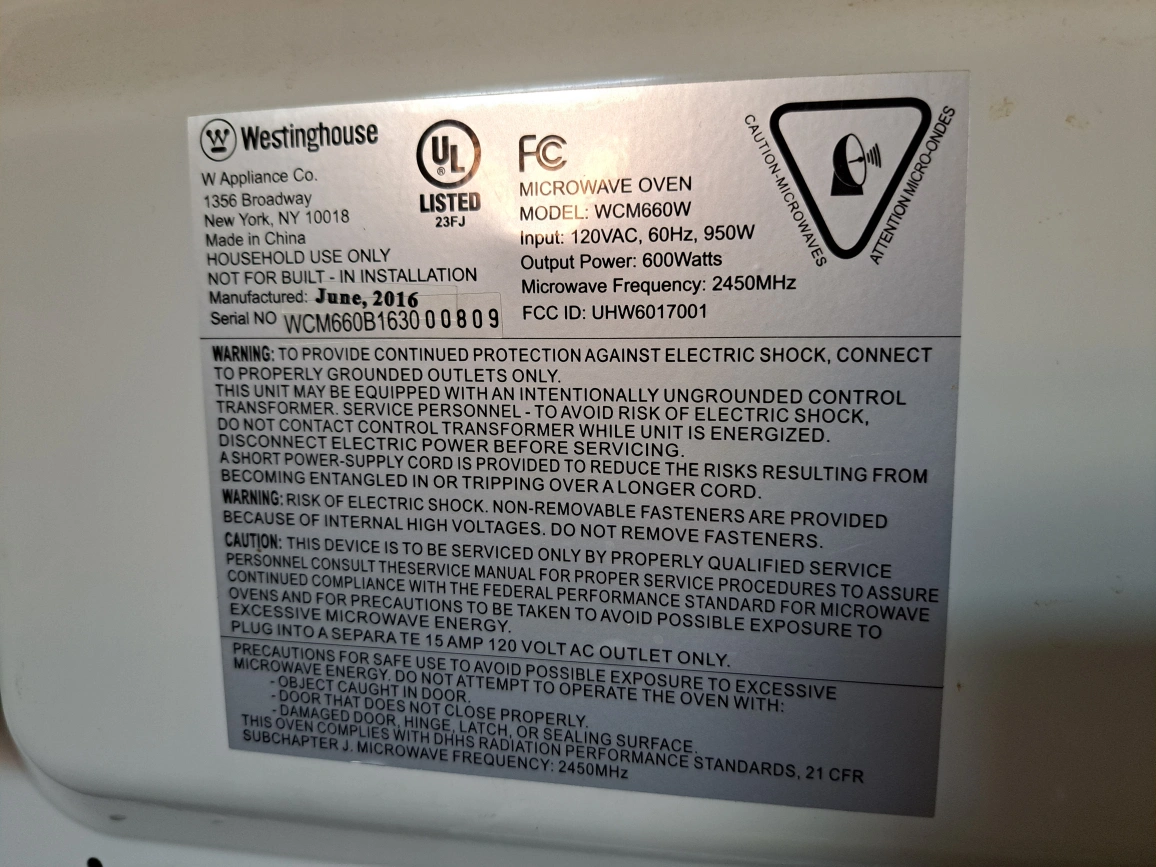 Westinghouse
W Appliance Co.
1356 Broadway
New York, NY 10018
Made in China
HOUSEHOLD USE ONLY
NOT FOR BUILT - IN INSTALLATION
Manufactured: June, 2016
Serial NO WCM660B163000809
UL
®
LISTED
23FJ
FC
MICROWAVE OVEN
MODEL: WCM660W
Input: 120VAC, 60Hz, 950W
Output Power: 600Watts
Microwave Frequency: 2450MHz
FCC ID: UHW6017001
CAUTION-MICROWAVES
ATTENTION MICRO-ONDES
WARNING: TO PROVIDE CONTINUED PROTECTION AGAINST ELECTRIC SHOCK, CONNECT
TO PROPERLY GROUNDED OUTLETS ONLY.
THIS UNIT MAY BE EQUIPPED WITH AN INTENTIONALLY UNGROUNDED CONTROL
TRANSFORMER. SERVICE PERSONNEL - TO AVOID RISK OF ELECTRIC SHOCK,
DO NOT CONTACT CONTROL TRANSFORMER WHILE UNIT IS ENERGIZED.
DISCONNECT ELECTRIC POWER BEFORE SERVICING.
A SHORT POWER-SUPPLY CORD IS PROVIDED TO REDUCE THE RISKS RESULTING FROM
BECOMING ENTANGLED IN OR TRIPPING OVER A LONGER CORD.
WARNING: RISK OF ELECTRIC SHOCK. NON-REMOVABLE FASTENERS ARE PROVIDED
BECAUSE OF INTERNAL HIGH VOLTAGES. DO NOT REMOVE FASTENERS.
CAUTION: THIS DEVICE IS TO BE SERVICED ONLY BY PROPERLY QUALIFIED SERVICE
PERSONNEL CONSULT THESERVICE MANUAL FOR PROPER SERVICE PROCEDURES TO ASSURE
CONTINUED COMPLIANCE WITH THE FEDERAL PERFORMANCE STANDARD FOR MICROWAVE
OVENS AND FOR PRECAUTIONS TO BE TAKEN TO AVOID POSSIBLE EXPOSURE TO
EXCESSIVE MICROWAVE ENERGY.
PLUG INTO A SEPARA TE 15 AMP 120 VOLT AC OUTLET ONLY.
PRECAUTIONS FOR SAFE USE TO AVOID POSSIBLE EXPOSURE TO EXCESSIVE
MICROWAVE ENERGY. DO NOT ATTEMPT TO OPERATE THE OVEN WITH:
- OBJECT CAUGHT IN DOOR.
- DOOR THAT DOES NOT CLOSE PROPERLY.
- DAMAGED DOOR, HINGE, LATCH, OR SEALING SURFACE.
THIS OVEN COMPLIES WITH DHHS RADIATION PERFORMANCE STANDARDS, 21 CFR
SUBCHAPTER J. MICROWAVE FREQUENCY: 2450MHz